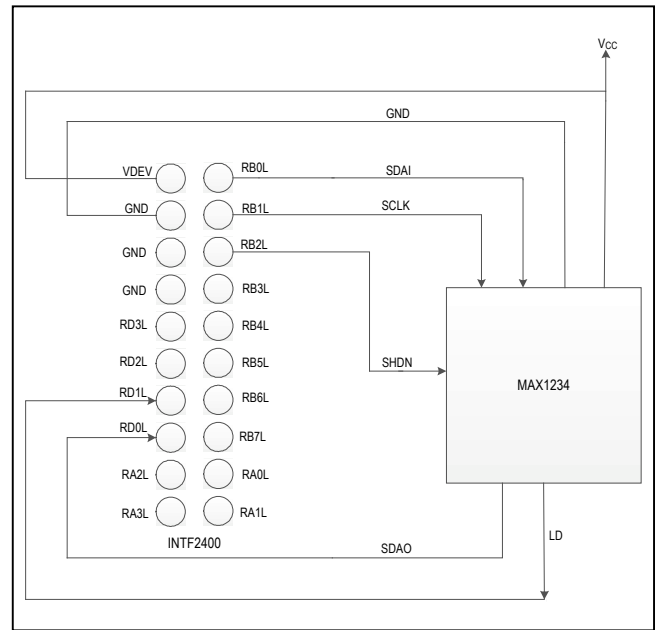 VCC
GND
VDEV RB0L SDAI
GND RB1L SCLK
GND RB2L
GND RB3L
RD3L RB4L
RD2L RB5L SHDN
MAX1234
RD1L RB6L
RD0L RB7L
RA2L RA0L
RA3L RA1L
INTF2400 LD
SDAO